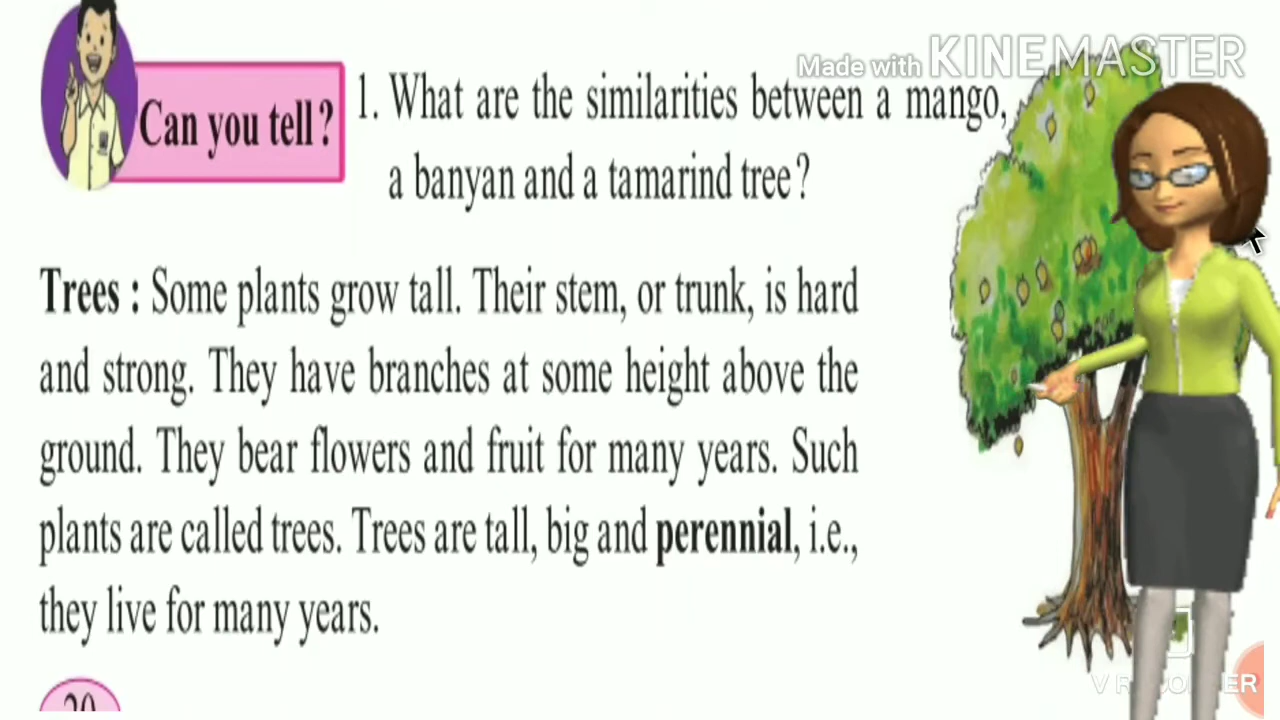 Made with KINEMASTER
Can you tell?
1. What are the similarities between a mango,
a banyan and a tamarind tree?
Trees : Some plants grow tall. Their stem, or trunk, is hard
and strong. They have branches at some height above the
ground. They bear flowers and fruit for many years. Such
plants are called trees. Trees are tall, big and perennial, i.e.,
they live for many years.